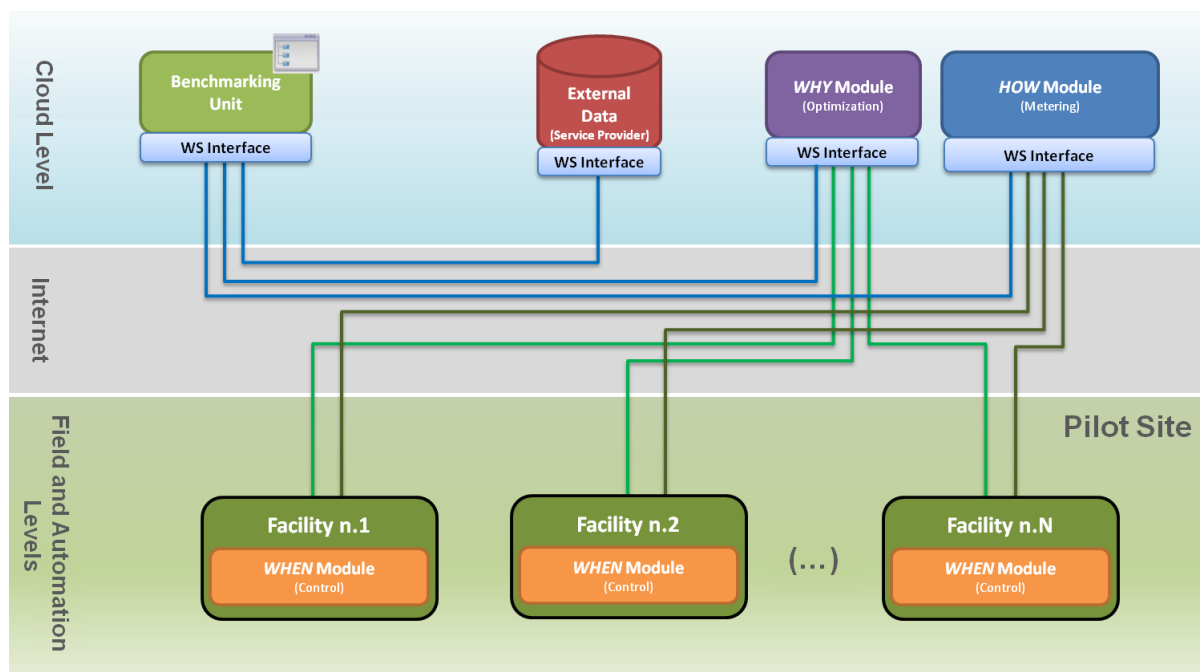 Cloud Level
Benchmarking
Unit
WS Interface
External
Data
(Service Provider)
WS Interface
WHY Module
(Optimization)
WS Interface
HOW Module
(Metering)
WS Interface
Internet
Field and Automation
Levels
Pilot Site
Facility n.1
WHEN Module
(Control)
Facility n.2
WHEN Module
(Control)
(...)
Facility n.N
WHEN Module
(Control)